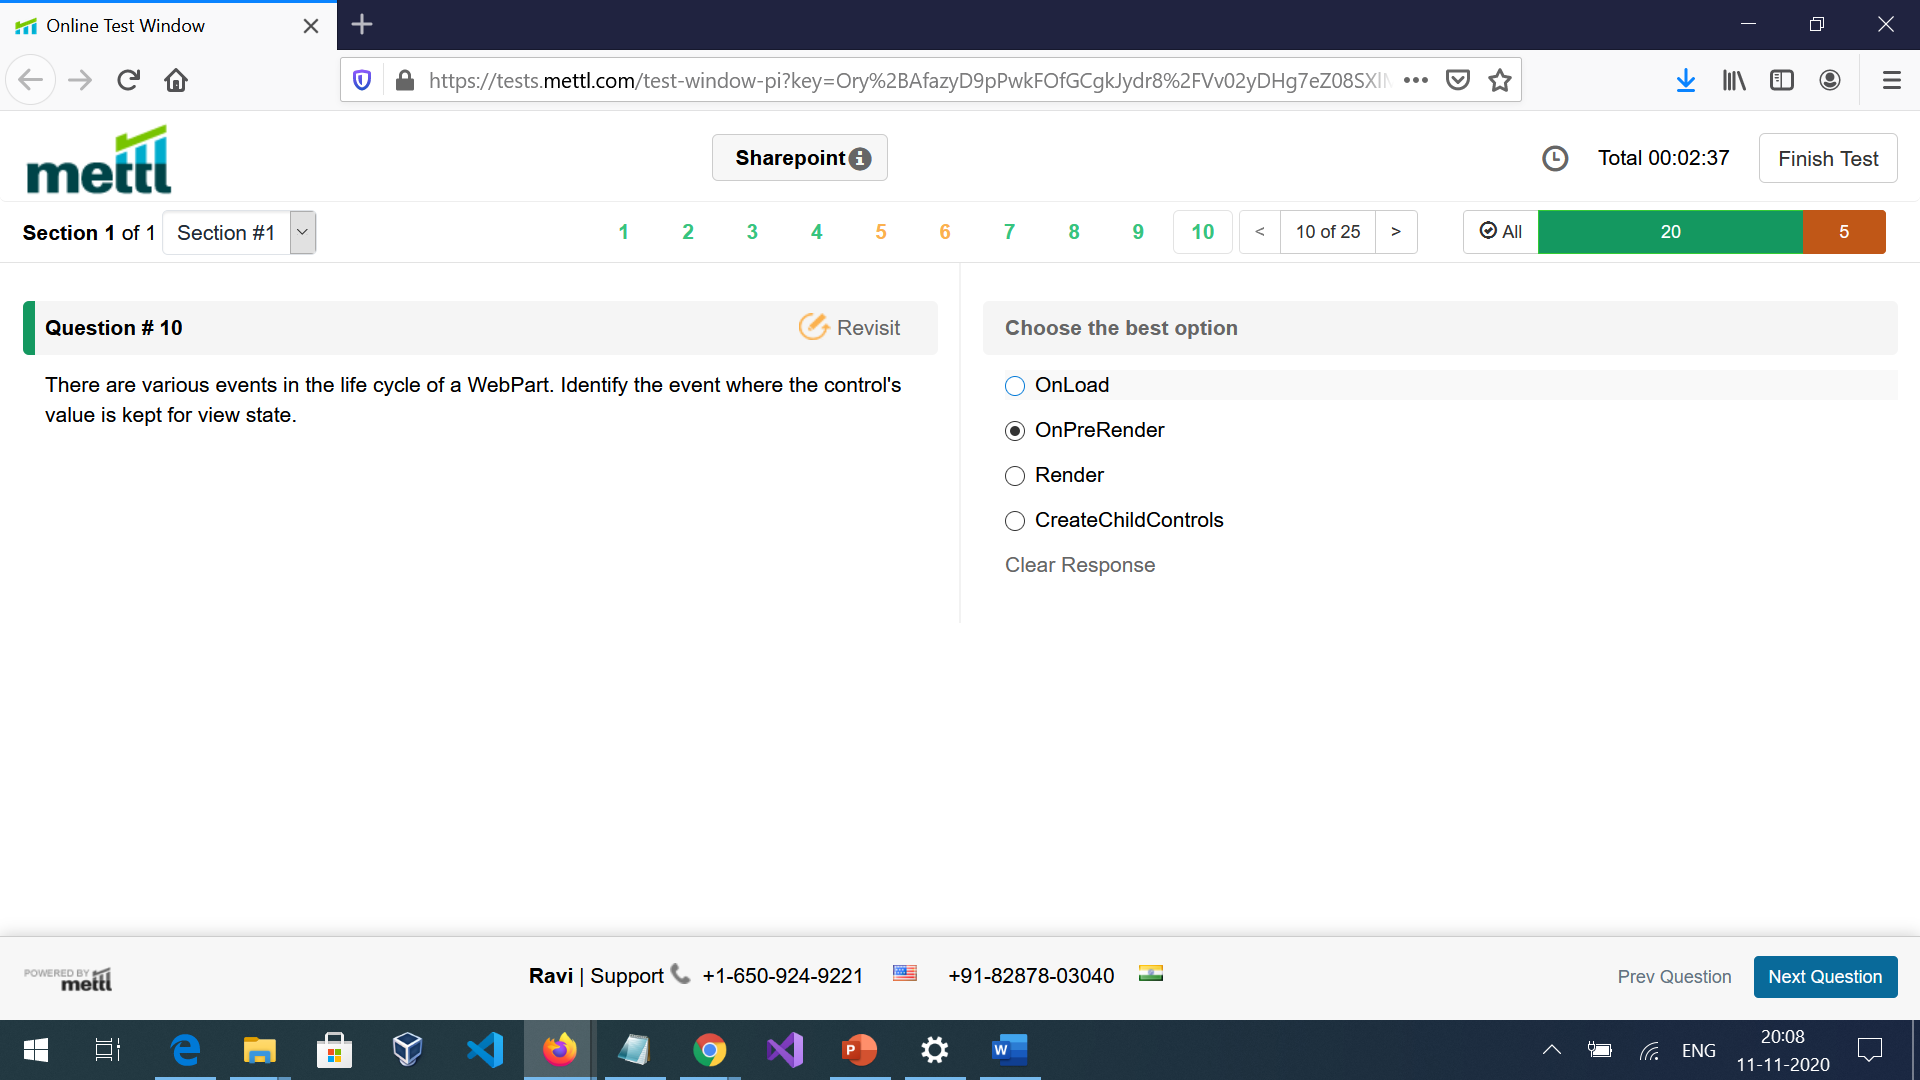 Online Test Window
https://tests.mettl.com/test-window-pi?key=Ory%2BAfazyD9pPwkFOfGCgkJydr8%2FVv02yDHg7eZ08SXlN
mettl
Sharepoint
Total 00:02:37
Finish Test
Section 1 of 1
Section #1
1 2 3 4 5 6 7 8 9 10
< 10 of 25 >
All 20 5
Question # 10
Revisit
There are various events in the life cycle of a WebPart. Identify the event where the control's
value is kept for view state.
Choose the best option
OnLoad
OnPreRender
Render
CreateChildControls
Clear Response
POWERED BY
mettl
Ravi | Support +1-650-924-9221 +91-82878-03040
Prev Question
Next Question
ENG
20:08
11-11-2020